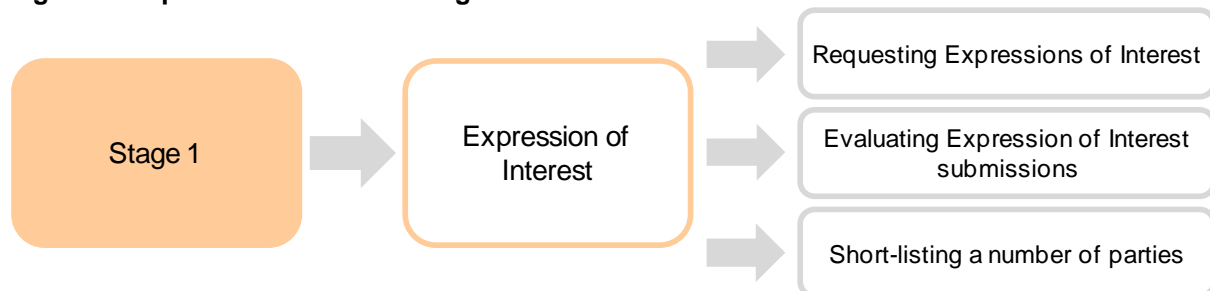 Stage 1
Expression of
Interest
Requesting Expressions of Interest
Evaluating Expression of Interest
submissions
Short-listing a number of parties